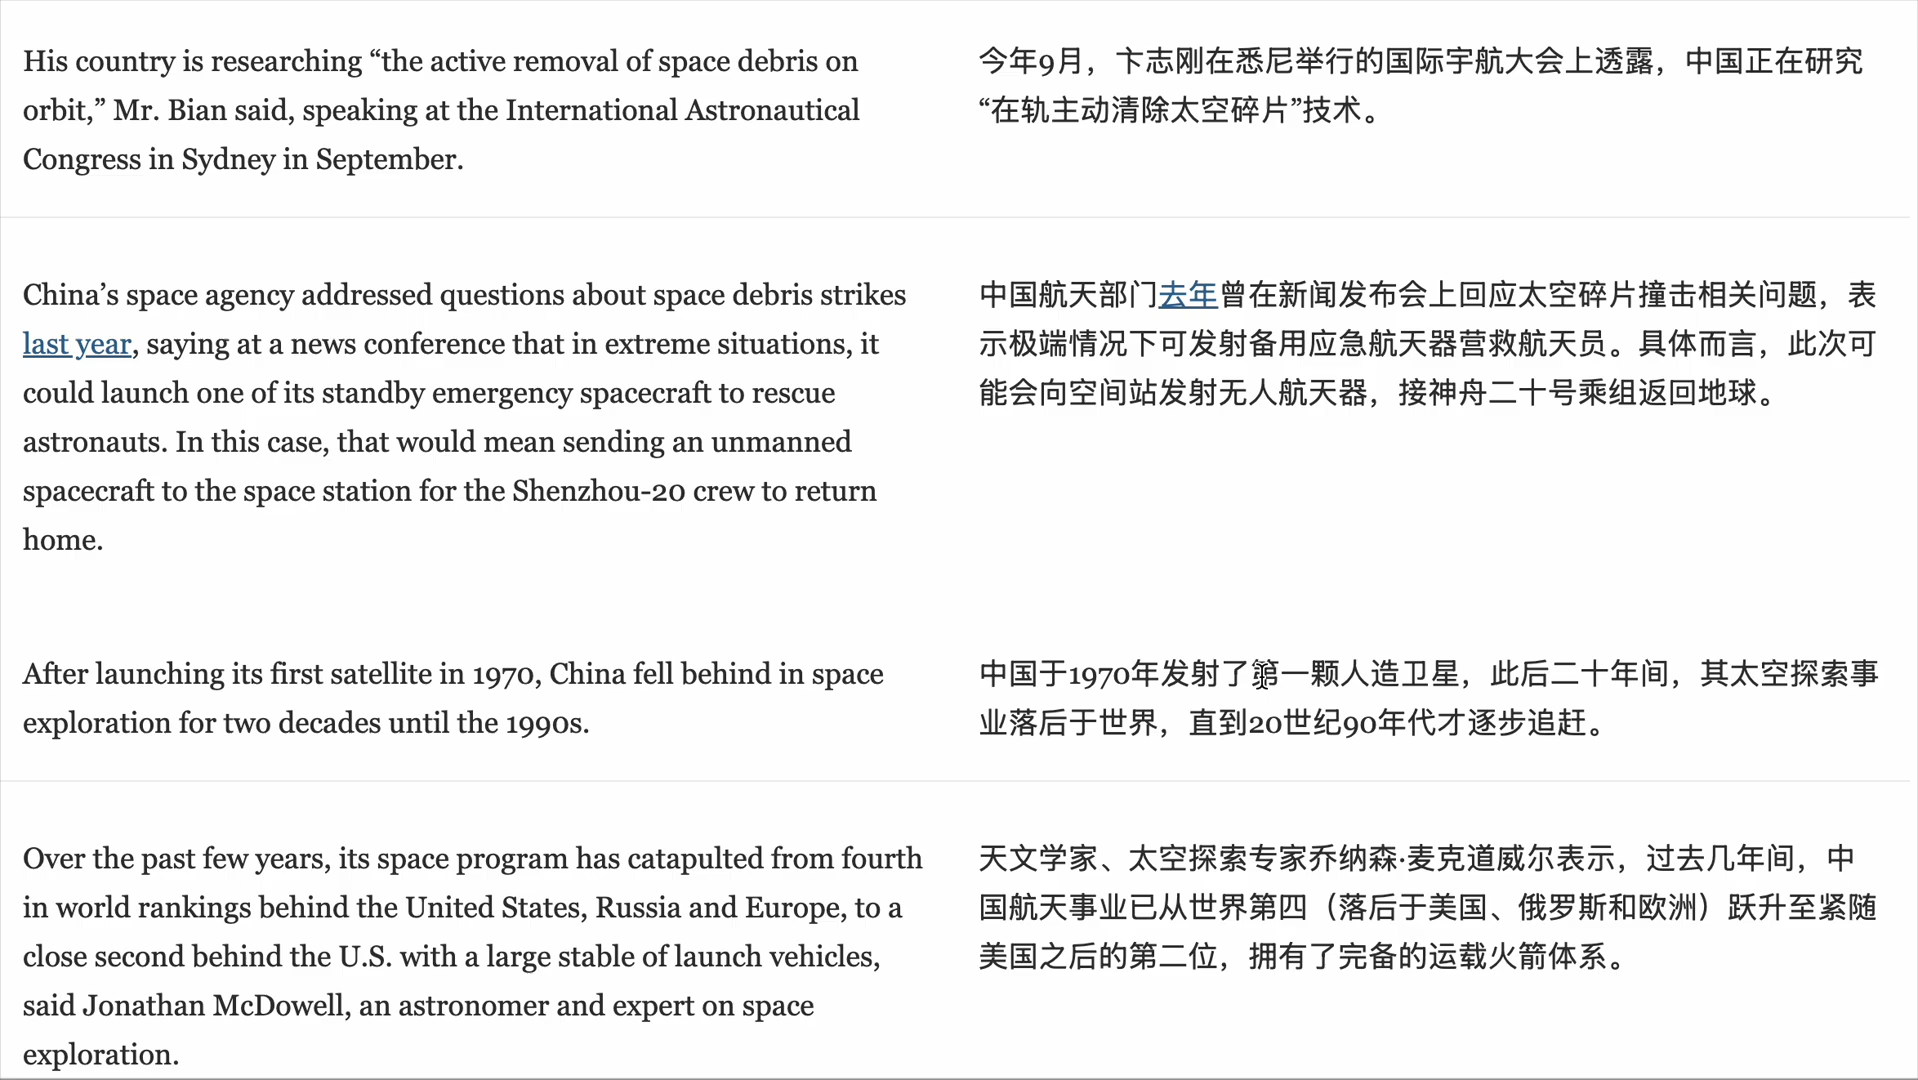 His country is researching “the active removal of space debris on
orbit,” Mr. Bian said, speaking at the International Astronautical
Congress in Sydney in September.
今年9月，卞志刚在悉尼举行的国际宇航大会上透露，中国正在研究
“在轨主动清除太空碎片”技术。
China’s space agency addressed questions about space debris strikes
last year, saying at a news conference that in extreme situations, it
could launch one of its standby emergency spacecraft to rescue
astronauts. In this case, that would mean sending an unmanned
spacecraft to the space station for the Shenzhou-20 crew to return
home.
中国航天部门去年曾在新闻发布会上回应太空碎片撞击相关问题，表
示极端情况下可发射备用应急航天器营救航天员。具体而言，此次可
能会向空间站发射无人航天器，接神舟二十号乘组返回地球。
After launching its first satellite in 1970, China fell behind in space
exploration for two decades until the 1990s.
中国于1970年发射了第一颗人造卫星，此后二十年间，其太空探索事
业落后于世界，直到20世纪90年代才逐步追赶。
Over the past few years, its space program has catapulted from fourth
in world rankings behind the United States, Russia and Europe, to a
close second behind the U.S. with a large stable of launch vehicles,
said Jonathan McDowell, an astronomer and expert on space
exploration.
天文学家、太空探索专家乔纳森·麦克道威尔表示，过去几年间，中
国航天事业已从世界第四（落后于美国、俄罗斯和欧洲）跃升至紧随
美国之后的第二位，拥有了完备的运载火箭体系。